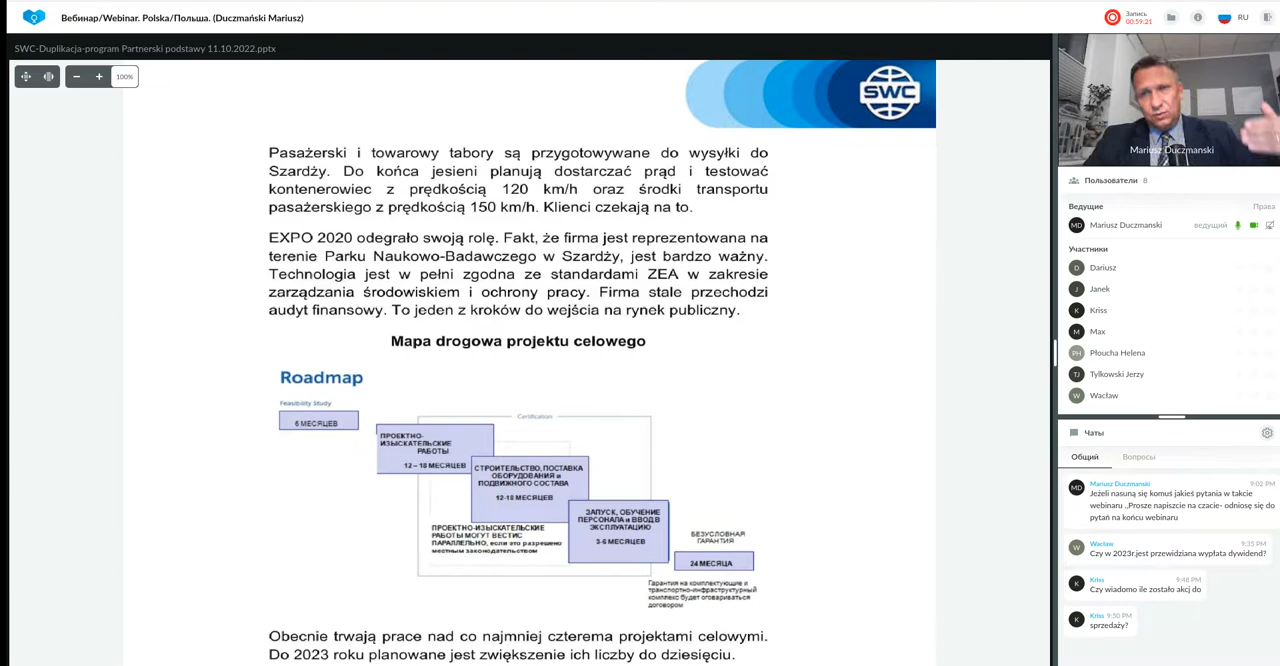 Вебинар/Webinar. Polska/Польша. (Duczmański Mariusz)
Запись
00:59:21
RU
SWC-Duplikacja-program Partnerski podstawy 11.10.2022.pptx
100%
SWC
Pasażerski i towarowy tabory są przygotowywane do wysyłki do
Szardży. Do końca jesieni planują dostarczać prąd i testować
kontenerowiec z prędkością 120 km/h oraz środki transportu
pasażerskiego z prędkością 150 km/h. Klienci czekają na to.
EXPO 2020 odegrało swoją rolę. Fakt, że firma jest reprezentowana na
terenie Parku Naukowo-Badawczego w Szardży, jest bardzo ważny.
Technologia jest w pełni zgodna ze standardami ZEA w zakresie
zarządzania środowiskiem i ochrony pracy. Firma stale przechodzi
audyt finansowy. To jeden z kroków do wejścia na rynek publiczny.
Mapa drogowa projektu celowego
Roadmap
Feasibility Study
6 МЕСЯЦЕВ
Certification
ПРОЕКТНО-
ИЗЫСКАТЕЛЬСКИЕ
РАБОТЫ
12 – 18 МЕСЯЦЕВ
СТРОИТЕЛЬСТВО, ПОСТАВКА
ОБОРУДОВАНИЯ и
ПОДВИЖНОГО СОСТАВА
12-18 МЕСЯЦЕВ
ЗАПУСК, ОБУЧЕНИЕ
ПЕРСОНАЛА и ВВОД В
ЭКСПЛУАТАЦИЮ
3-6 МЕСЯЦЕВ
ПРОЕКТНО-ИЗЫСКАТЕЛЬСКИЕ
РАБОТЫ МОГУТ ВЕСТИС
ПАРАЛЛЕЛЬНО, если это разрешено
местным законодательством
БЕЗУСЛОВНАЯ
ГАРАНТИЯ
24 МЕСЯЦА
Гарантия на комплектующие и
транспортно-инфраструктурный
комплекс будет оговариваться
договором
Obecnie trwają prace nad co najmniej czterema projektami celowymi.
Do 2023 roku planowane jest zwiększenie ich liczby do dziesięciu.
Mariusz Duczmanski
Пользователи 8
Ведущие
Права
MD Mariusz Duczmanski ведущий
Участники
D Dariusz
J Janek
K Kriss
M Max
PH Płoucha Helena
TJ Tylkowski Jerzy
W Wacław
Чаты
Общий
Вопросы
MD Mariusz Duczmanski 9:02 PM
Jeżeli nasuną się komuś jakieś pytania w takcie
webinaru ,,Prosze napiszcie na czacie- odniosę się do
pytań na końcu webinaru
W Wacław 9:35 PM
Czy w 2023r.jest przewidziana wypłata dywidend?
K Kriss 9:48 PM
Czy wiadomo ile zostało akcj do
K Kriss 9:50 PM
sprzedaży?